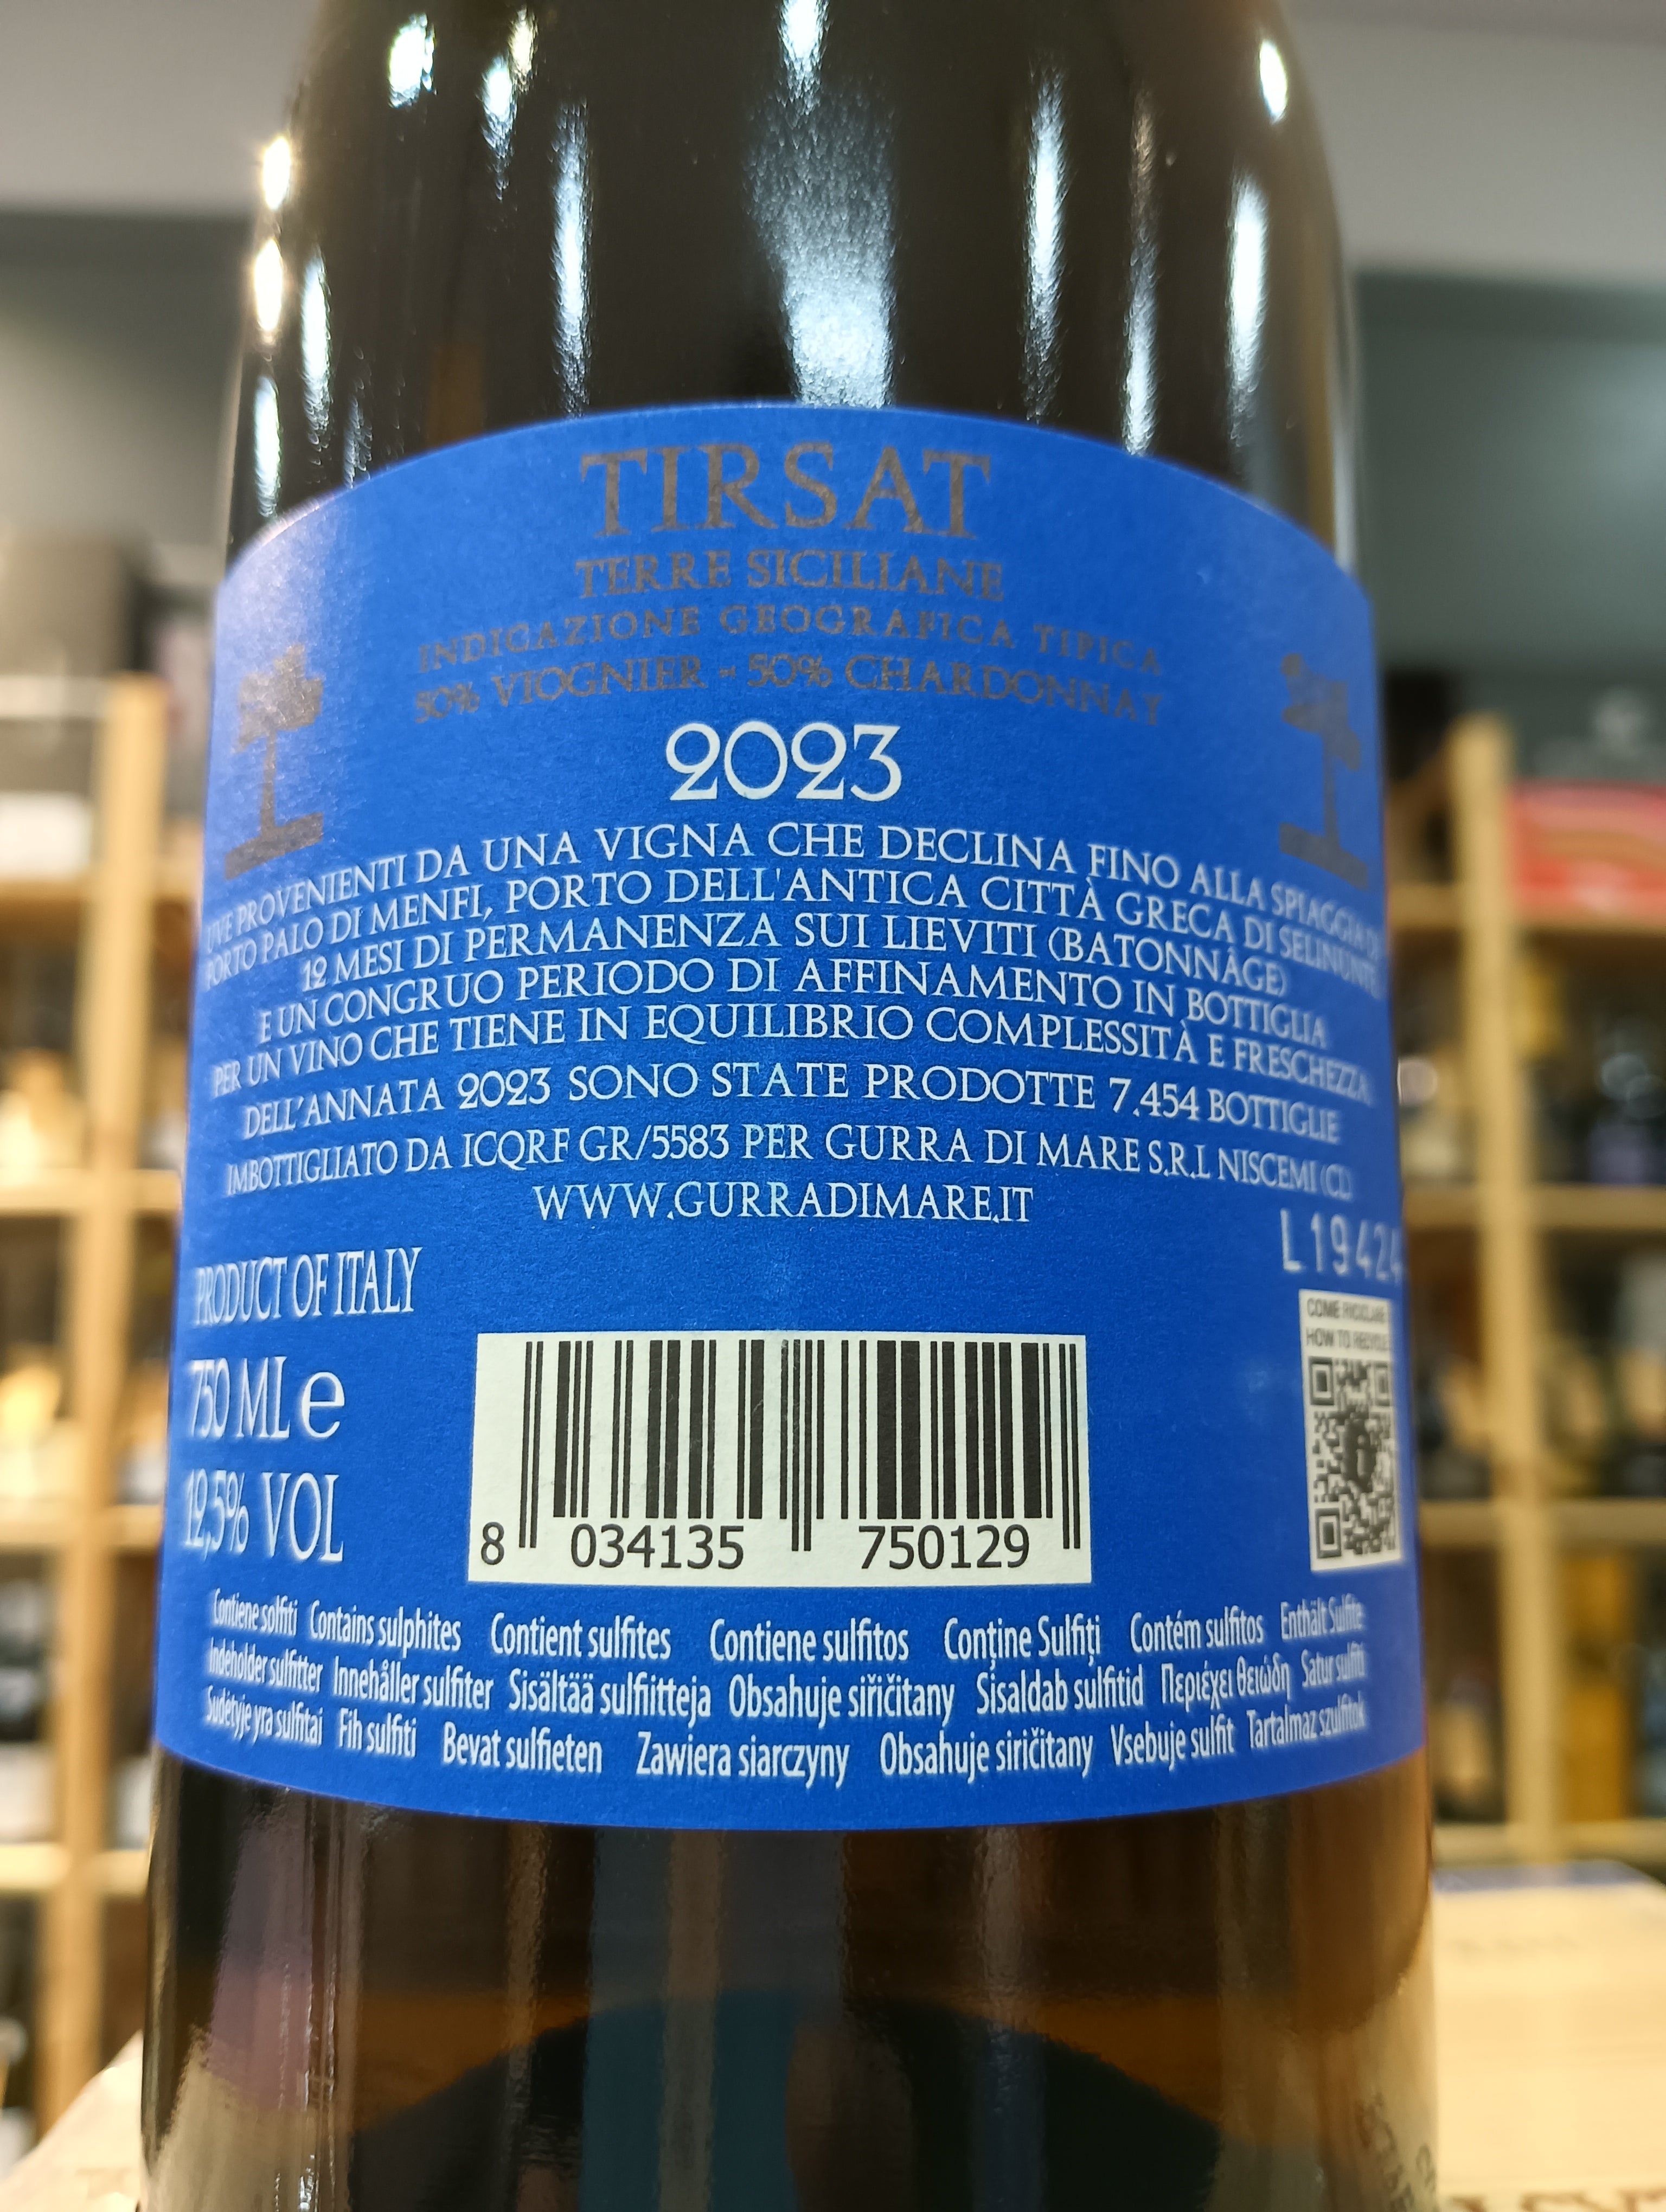 TIRSAT
TERRE SICILIANE
INDICAZIONE GEOGRAFICA TIPICA
50% VIOGNIER - 50% CHARDONNAY
2023
UVE PROVENIENTI DA UNA VIGNA CHE DECLINA FINO ALLA SPIAGGIA DI
PORTO PALO DI MENFI, PORTO DELL'ANTICA CITTÀ GRECA DI SELINUNTE.
12 MESI DI PERMANENZA SUI LIEVITI (BATONNÀGE)
E UN CONGRUO PERIODO DI AFFINAMENTO IN BOTTIGLIA
PER UN VINO CHE TIENE IN EQUILIBRIO COMPLESSITÀ E FRESCHEZZA.
DELL'ANNATA 2023 SONO STATE PRODOTTE 7.454 BOTTIGLIE
IMBOTTIGLIATO DA ICQRF GR/5583 PER GURRA DI MARE S.R.L NISCEMI (CL)
WWW.GURRADIMARE.IT
L19424
PRODUCT OF ITALY
COME RICICLARE
HOW TO RECYCLE
750 ML e
12,5% VOL
8 034135 750129
Contiene solfiti Contains sulphites Contient sulfites Contiene sulfitos Conține Sulfiți Contém sulfitos Enthält Sulfite
Indeholder sulfitter Innehåller sulfiter Sisältää sulfiitteja Obsahuje siřičitany Sisaldab sulfitid Περιέχει θειώδη Satur sulfīti
Sudėtyje yra sulfitai Fih sulfiti Bevat sulfieten Zawiera siarczyny Obsahuje siričitany Vsebuje sulfit Tartalmaz szulfitok